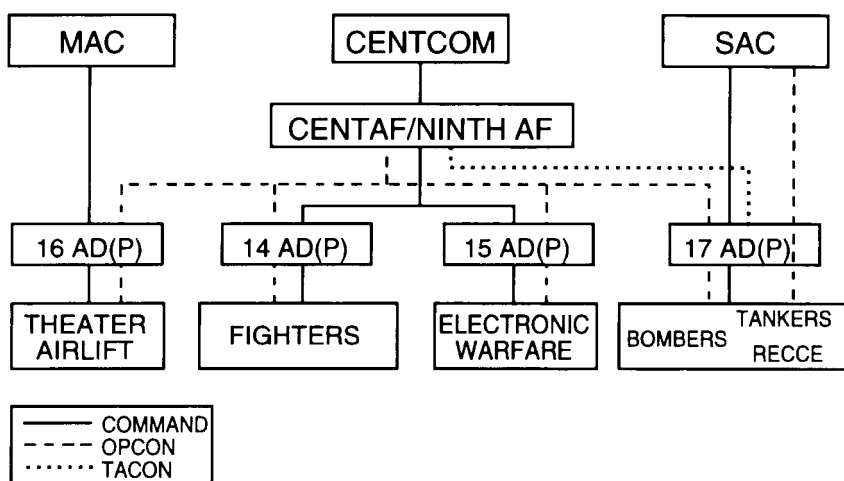 MAC
CENTCOM
SAC
CENTAF/NINTH AF
16 AD(P)
14 AD(P)
15 AD(P)
17 AD(P)
THEATER
AIRLIFT
FIGHTERS
ELECTRONIC
WARFARE
BOMBERS
TANKERS
RECCE
COMMAND
OPCON
TACON